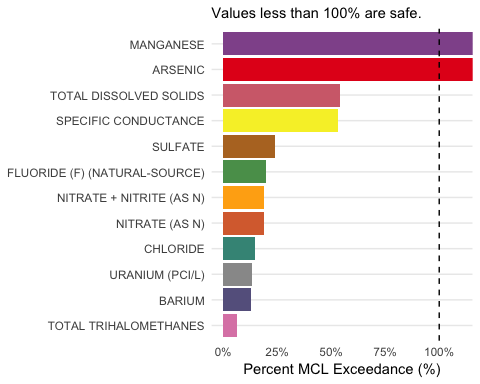 Values less than 100% are safe.
MANGANESE
ARSENIC
TOTAL DISSOLVED SOLIDS
SPECIFIC CONDUCTANCE
SULFATE
FLUORIDE (F) (NATURAL-SOURCE)
NITRATE + NITRITE (AS N)
NITRATE (AS N)
CHLORIDE
URANIUM (PCI/L)
BARIUM
TOTAL TRIHALOMETHANES
0% 25% 50% 75% 100%
Percent MCL Exceedance (%)